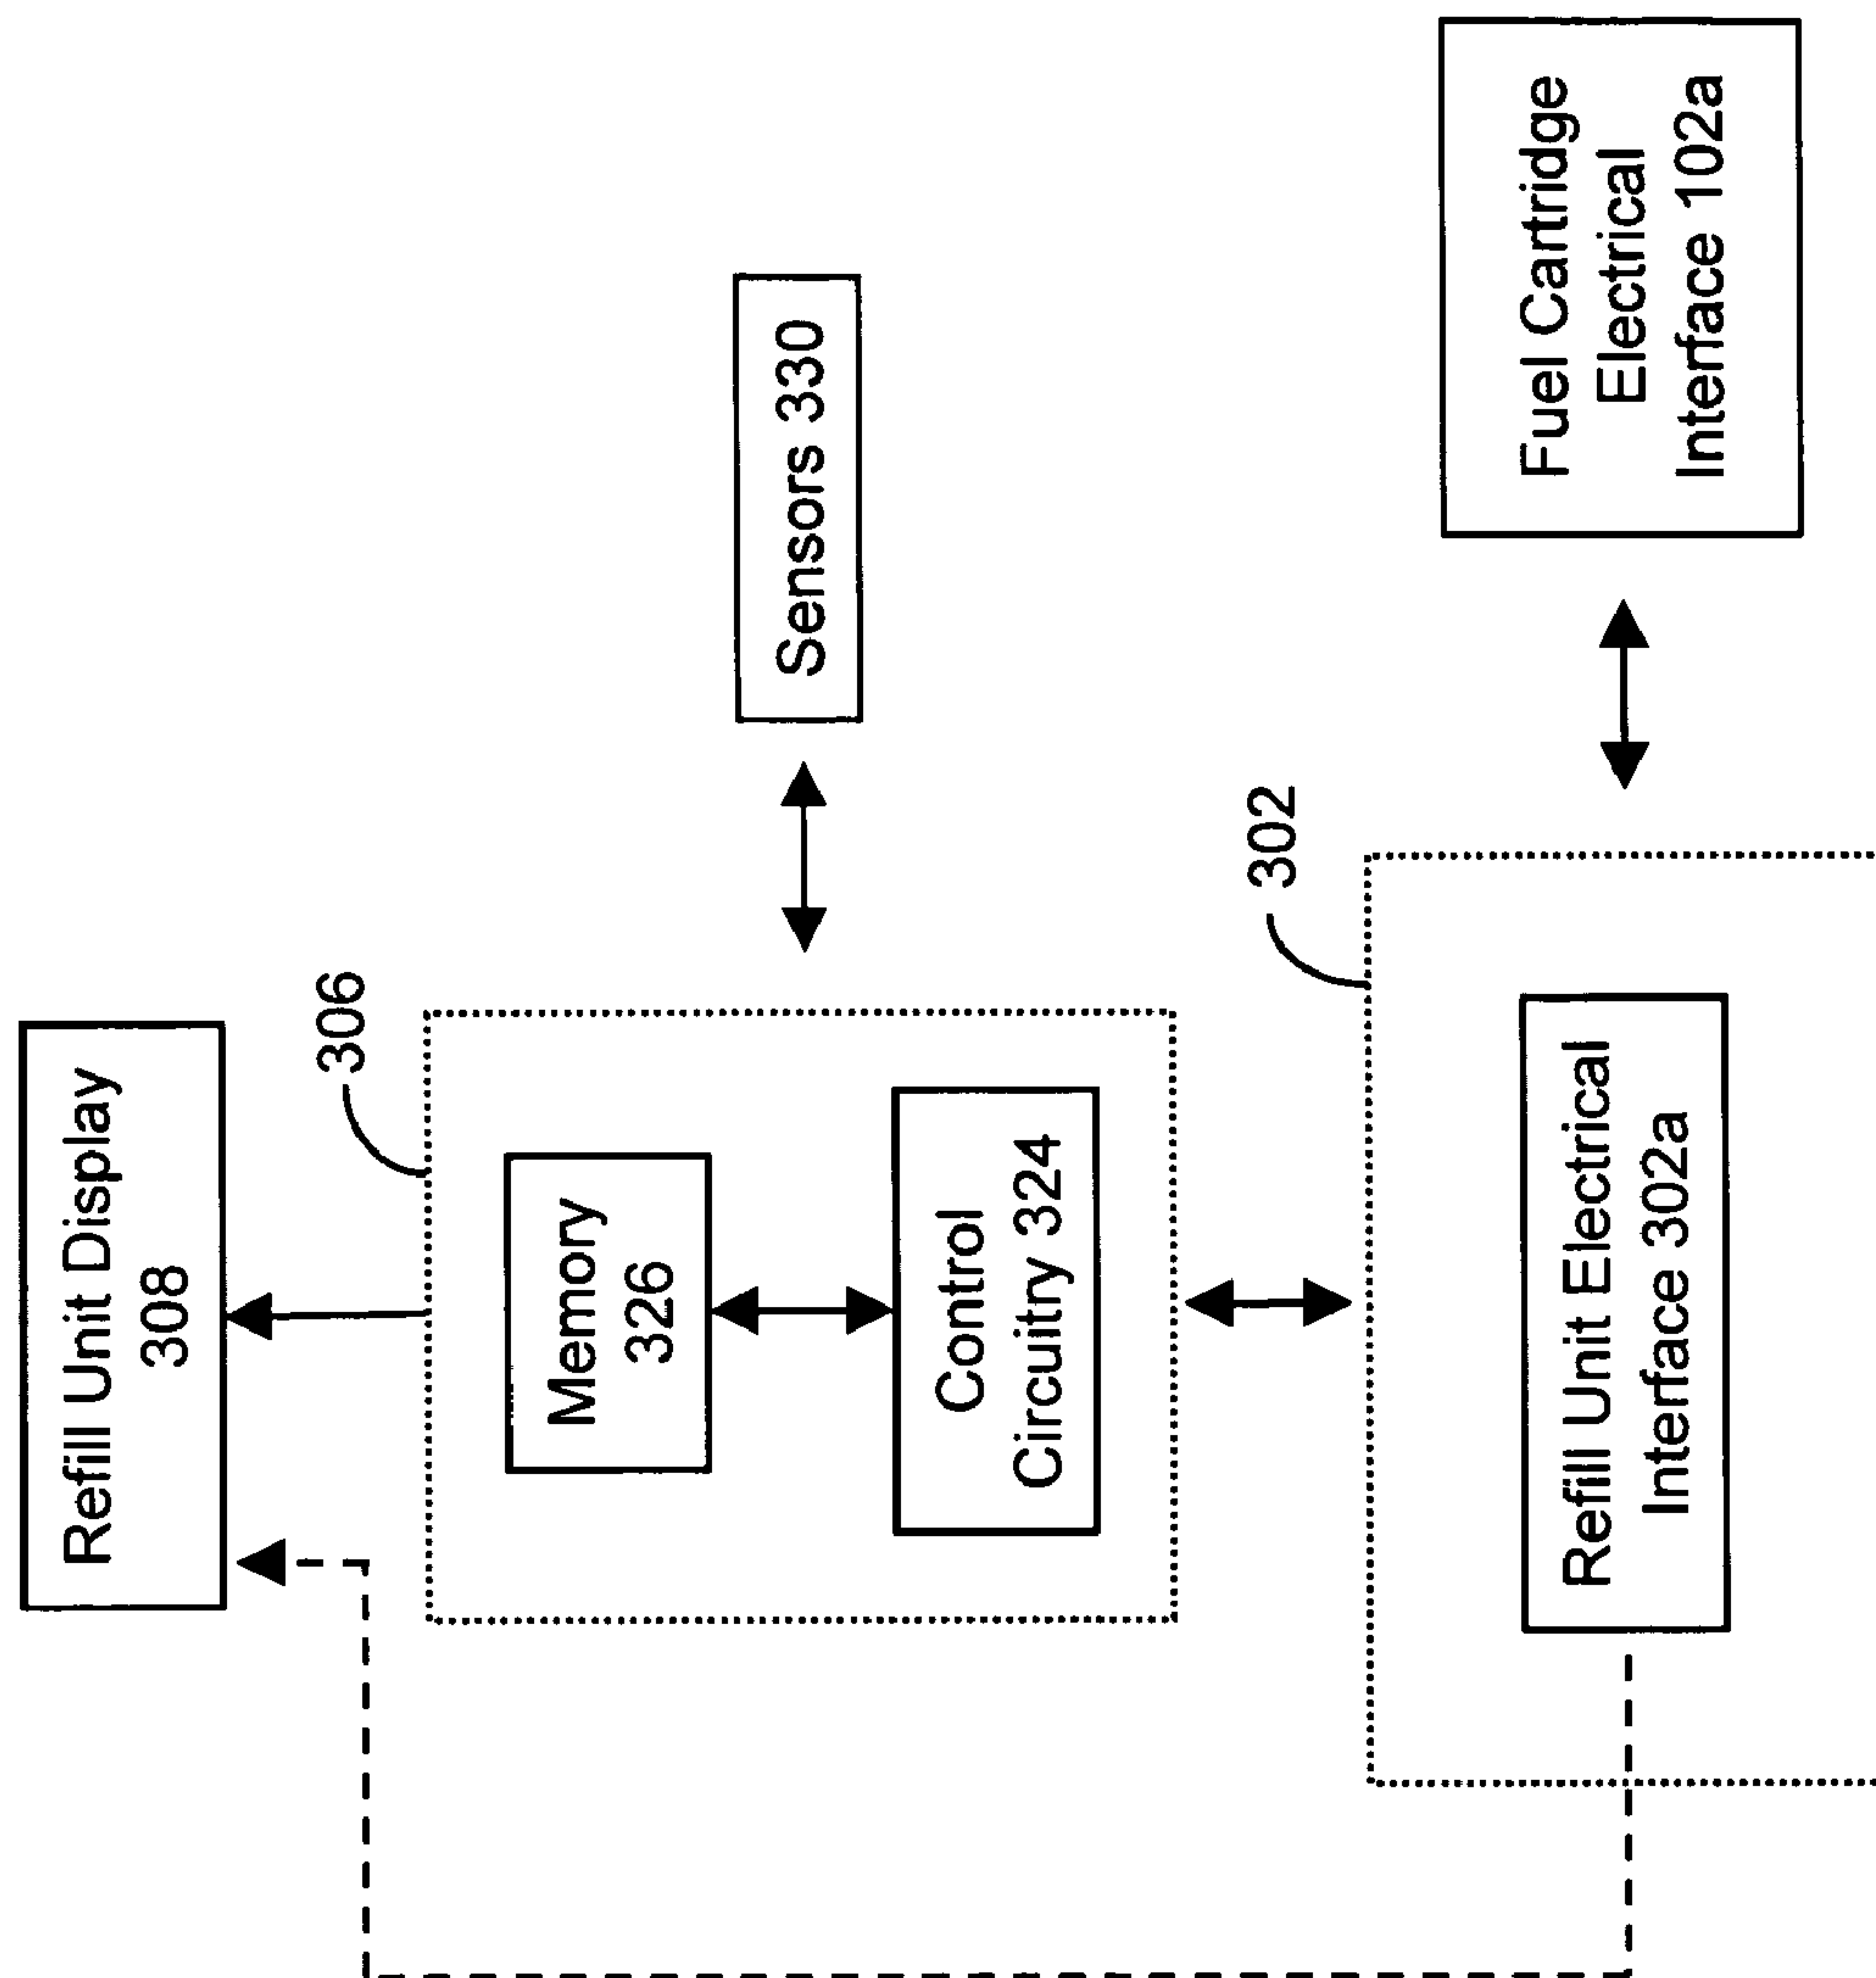 Refill Unit Display
308
306
Memory
326
Control
Circuitry 324
Sensors 330
302
Refill Unit Electrical
Interface 302a
Fuel Cartridge
Electrical
Interface 102a